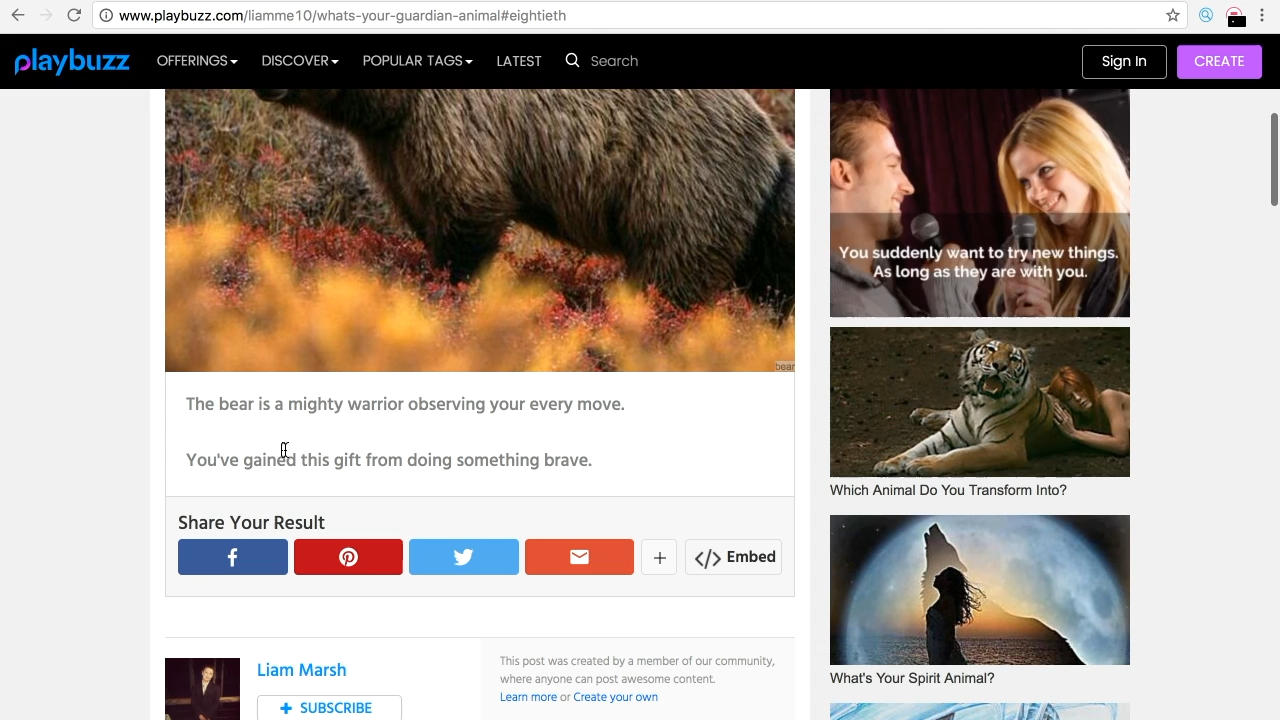 www.playbuzz.com/liamme10/whats-your-guardian-animal#eightieth
playbuzz OFFERINGS DISCOVER POPULAR TAGS LATEST Search Sign In CREATE
You suddenly want to try new things.
As long as they are with you.
bear
The bear is a mighty warrior observing your every move.
You've gained this gift from doing something brave.
Share Your Result
f
+
</> Embed
Which Animal Do You Transform Into?
Liam Marsh
+ SUBSCRIBE
This post was created by a member of our community,
where anyone can post awesome content.
Learn more or Create your own
What's Your Spirit Animal?